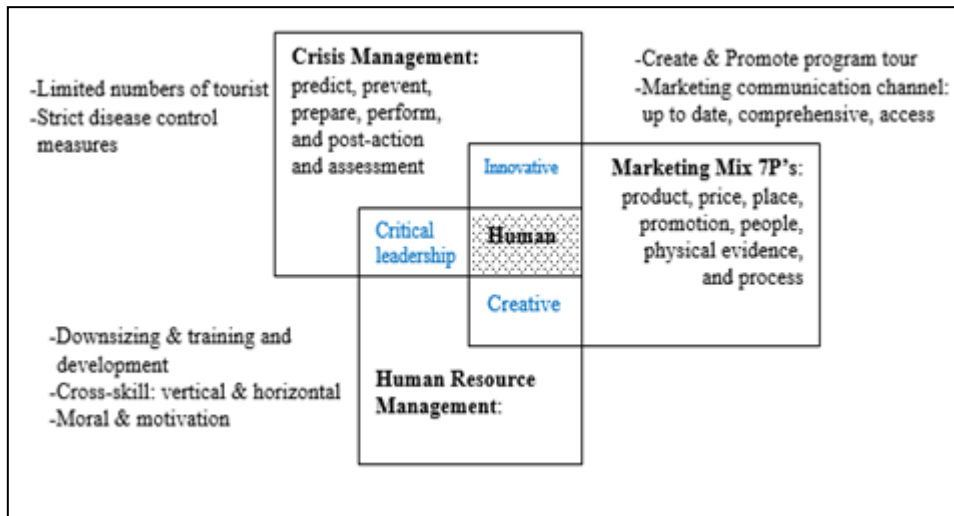 -Limited numbers of tourist
-Strict disease control
measures
Crisis Management:
predict, prevent,
prepare, perform,
and post-action
and assessment
-Create & Promote program tour
-Marketing communication channel:
up to date, comprehensive, access
Innovative
Marketing Mix 7P's:
product, price, place,
promotion, people,
physical evidence,
and process
Critical
leadership
Human
Creative
-Downsizing & training and
development
-Cross-skill: vertical & horizontal
-Moral & motivation
Human Resource
Management: